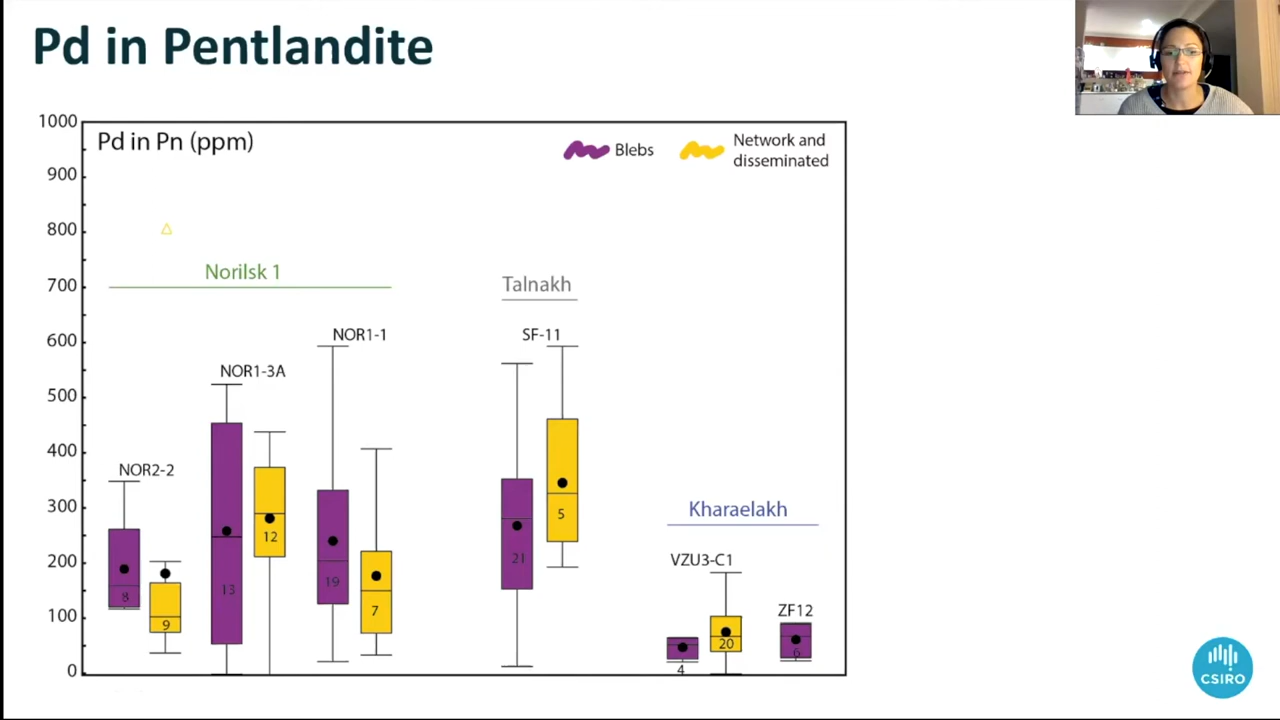 Pd in Pentlandite
1000
Pd in Pn (ppm)
Blebs
Network and
disseminated
900
800
Norilsk 1
700
Talnakh
600
NOR1-1
SF-11
NOR1-3A
500
400
NOR2-2
300
Kharaelakh
5
12
200
VZU3-C1
21
19
13
8
ZF12
7
100
9
20
6
0
4
CSIRO